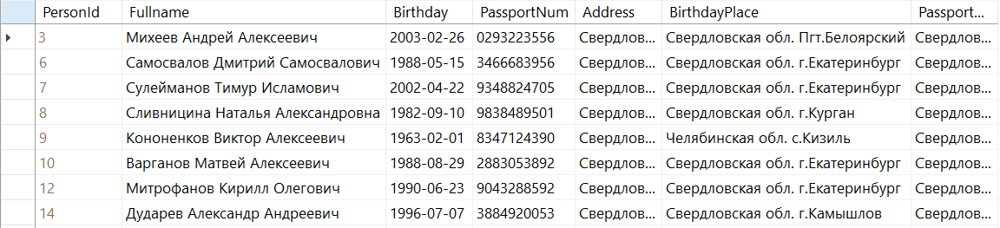 PersonId Fullname Birthday PassportNum Address BirthdayPlace Passport...
3 Михеев Андрей Алексеевич 2003-02-26 0293223556 Свердлов... Свердловская обл. Пгт.Белоярский Свердлов...
6 Самосвалов Дмитрий Самосвалович 1988-05-15 3466683956 Свердлов... Свердловская обл. г.Екатеринбург Свердлов...
7 Сулейманов Тимур Исламович 2002-04-22 9348824705 Свердлов... Свердловская обл. г.Екатеринбург Свердлов...
8 Сливницина Наталья Александровна 1982-09-10 9838489501 Свердлов... Свердловская обл. г.Курган Свердлов...
9 Кононенков Виктор Алексеевич 1963-02-01 8347124390 Свердлов... Челябинская обл. с.Кизиль Свердлов...
10 Варганов Матвей Алексеевич 1988-08-29 2883053892 Свердлов... Свердловская обл. г.Екатеринбург Свердлов...
12 Митрофанов Кирилл Олегович 1990-06-23 9043288592 Свердлов... Свердловская обл. г.Екатеринбург Свердлов...
14 Дударев Александр Андреевич 1996-07-07 3884920053 Свердлов... Свердловская обл. г.Камышлов Свердлов...